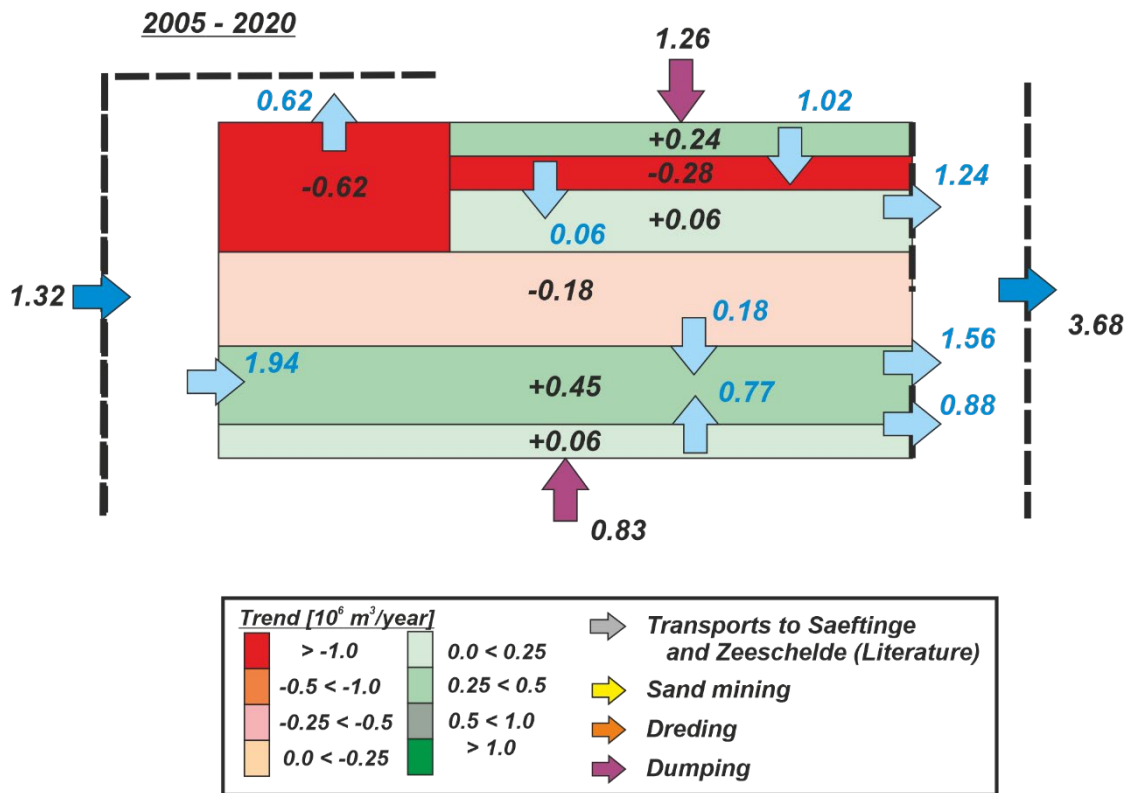 2005 - 2020
1.26
0.62
1.02
+0.24
-0.62
-0.28
1.24
+0.06
0.06
1.32
-0.18
3.68
0.18
1.56
1.94
+0.45
0.77
0.88
+0.06
0.83
Trend [10⁶ m³/year]
> -1.0
-0.5 < -1.0
-0.25 < -0.5
0.0 < -0.25
0.0 < 0.25
0.25 < 0.5
0.5 < 1.0
> 1.0
Transports to Saeftinge
and Zeeschelde (Literature)
Sand mining
Dreding
Dumping